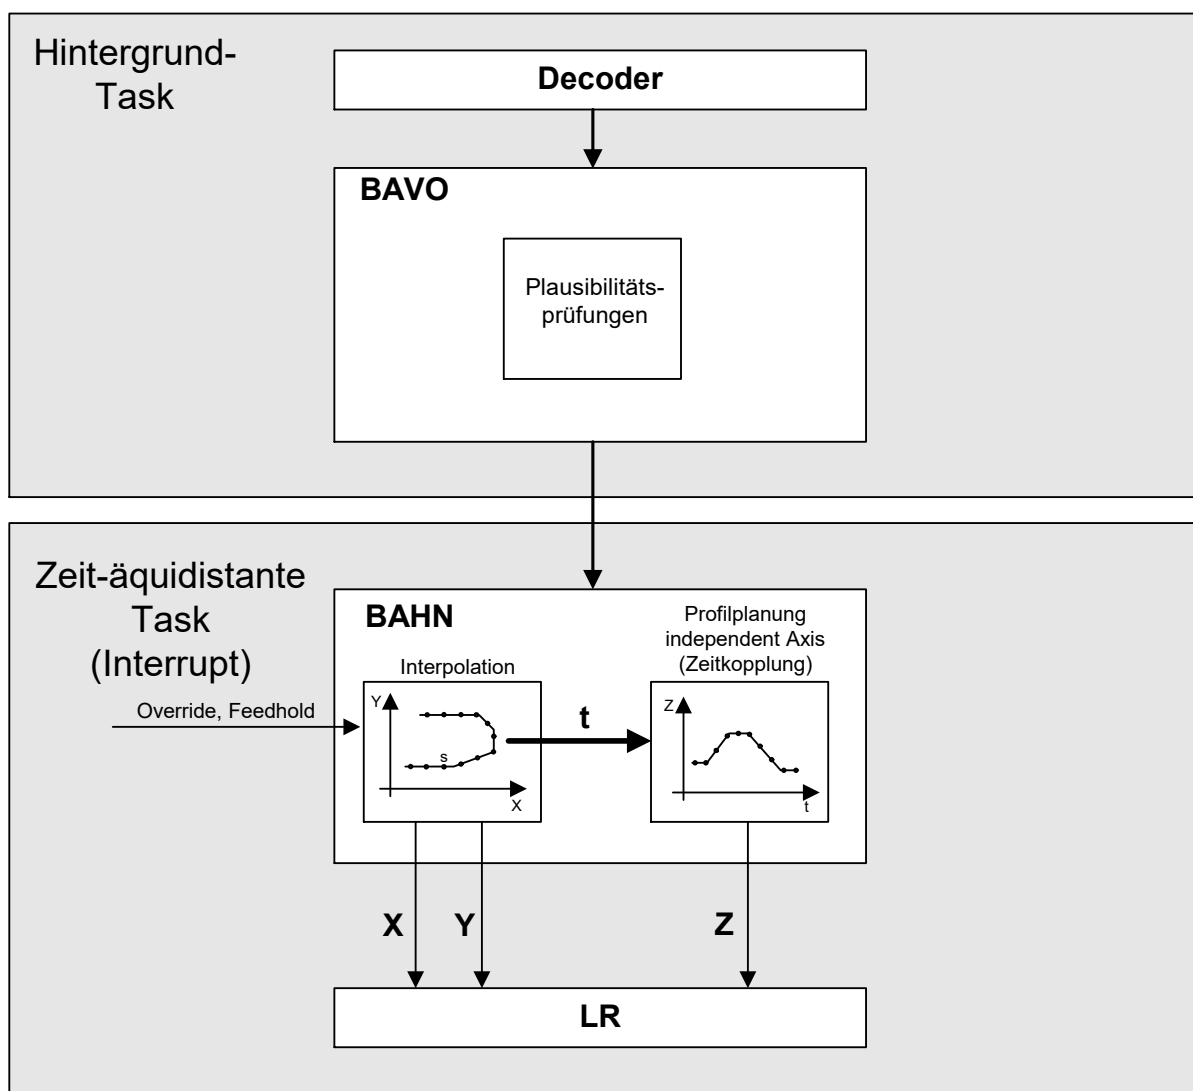 Hintergrund-
Task
Decoder
BAVO
Plausibilitäts-
prüfungen
Zeit-äquidistante
Task
(Interrupt)
Override, Feedhold
BAHN
Interpolation
Y
s
X
t
Profilplanung
independent Axis
(Zeitkopplung)
Z
t
X
Y
Z
LR